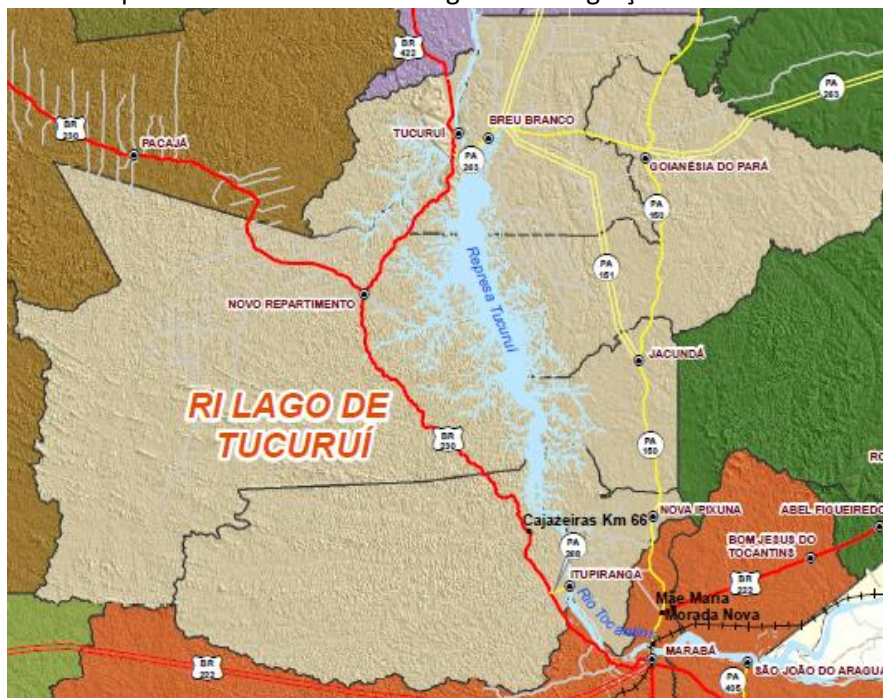 BR
422
PA
263
BR
230
PACAJÁ
TUCURUÍ
BREU BRANCO
PA
263
GOIANÉSIA DO PARÁ
PA
150
Represa Tucuruí
PA
151
NOVO REPARTIMENTO
JACUNDÁ
RI LAGO DE
TUCURUÍ
BR
230
PA
150
NOVA IPIXUNA
Cajazeiras Km 66
ABEL FIGUEIREDO
BOM JESUS DO
TOCANTINS
ITUPIRANGA
BR
222
Mãe Maria
Morada Nova
Rio Tocantins
MARABÁ
BR
222
SÃO JOÃO DO ARAGUA
PA
405
RO